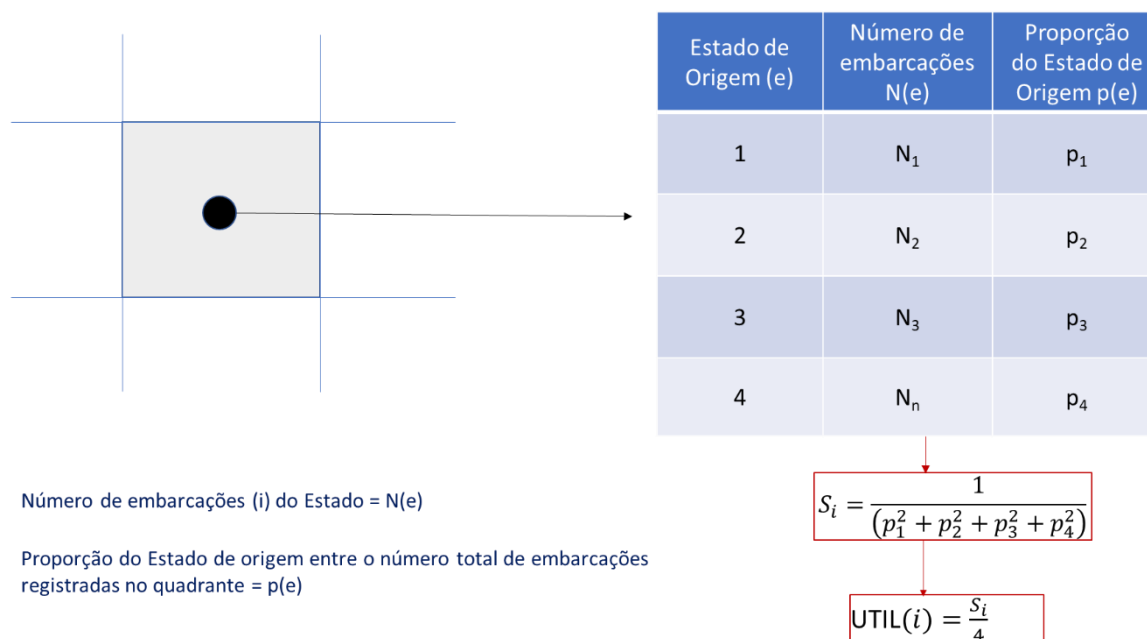 Estado de
Origem (e)
Número de
embarcações
N(e)
Proporção
do Estado de
Origem p(e)
1
N₁
p₁
2
N₂
p₂
3
N₃
p₃
4
Nₙ
p₄
Número de embarcações (i) do Estado = N(e)
Proporção do Estado de origem entre o número total de embarcações
registradas no quadrante = p(e)
Sᵢ = 1 / (p₁² + p₂² + p₃² + p₄²)
UTIL(i) = Sᵢ / 4